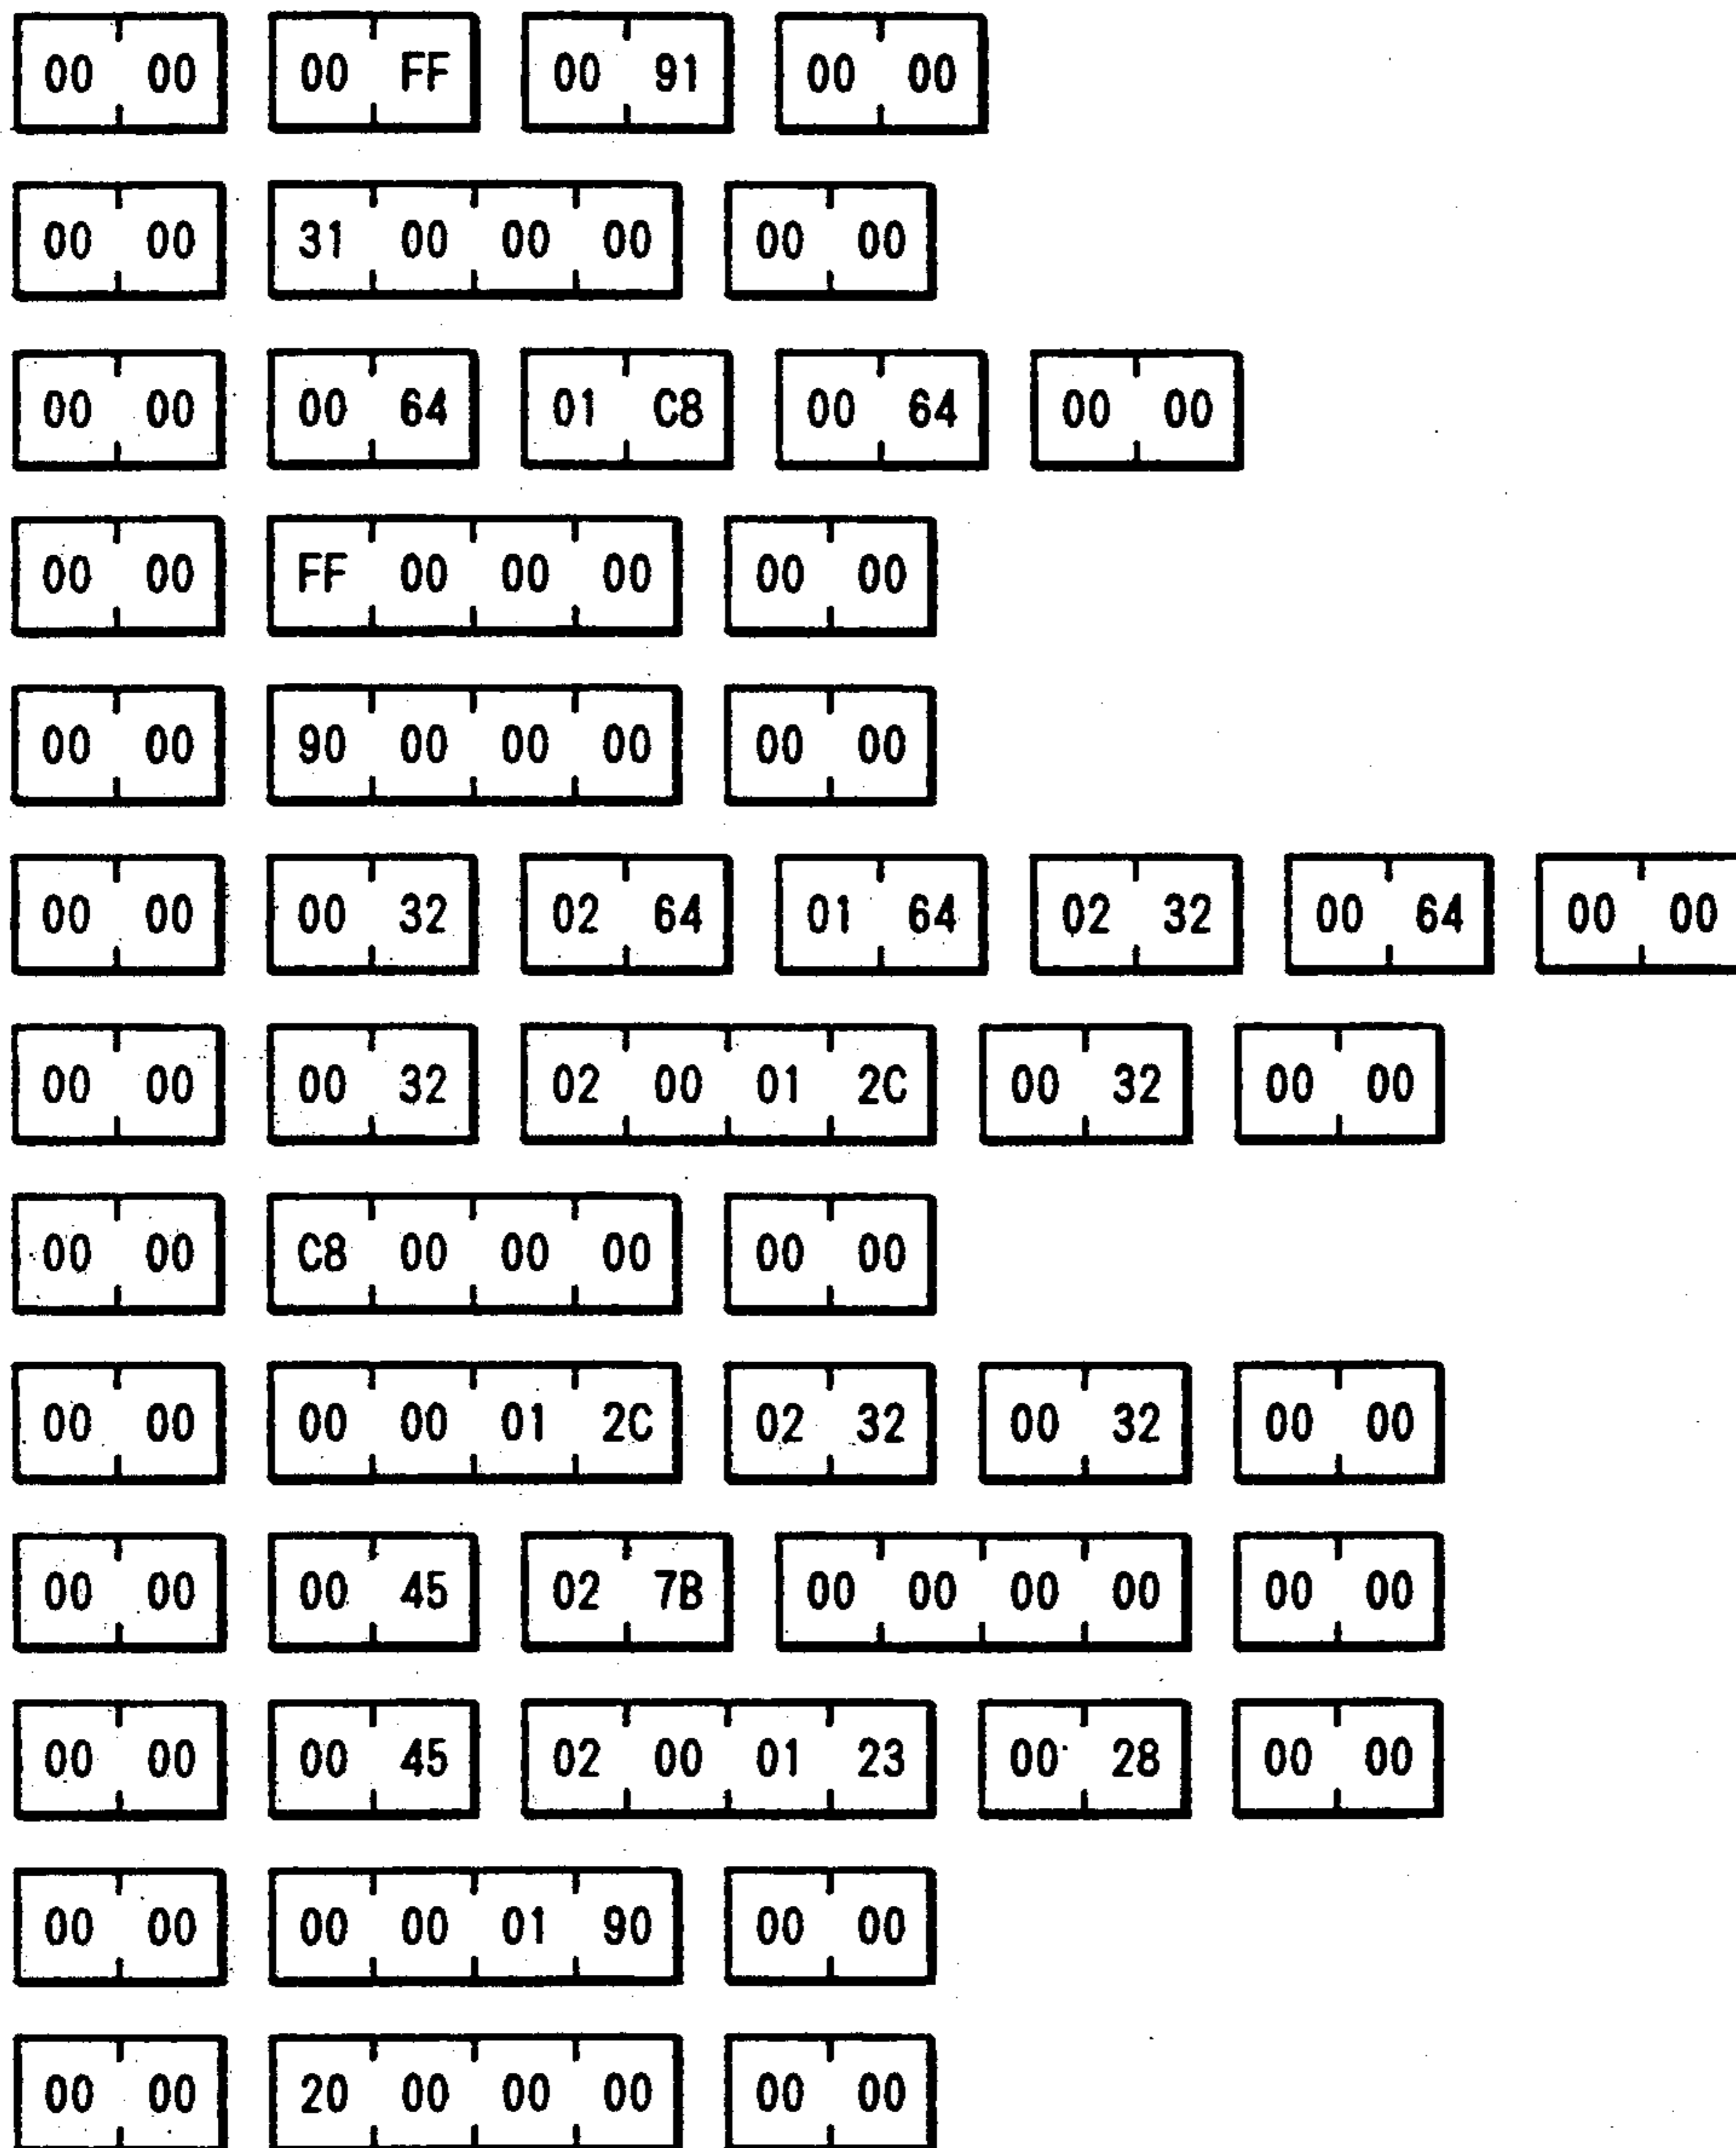 00 00 00 FF 00 91 00 00
00 00 31 00 00 00 00 00
00 00 00 64 01 C8 00 64 00 00
00 00 FF 00 00 00 00 00
00 00 90 00 00 00 00 00
00 00 00 32 02 64 01 64 02 32 00 64 00 00
00 00 00 32 02 00 01 2C 00 32 00 00
00 00 C8 00 00 00 00 00
00 00 00 00 01 2C 02 32 00 32 00 00
00 00 00 45 02 7B 00 00 00 00 00 00
00 00 00 45 02 00 01 23 00 28 00 00
00 00 00 00 01 90 00 00
00 00 20 00 00 00 00 00